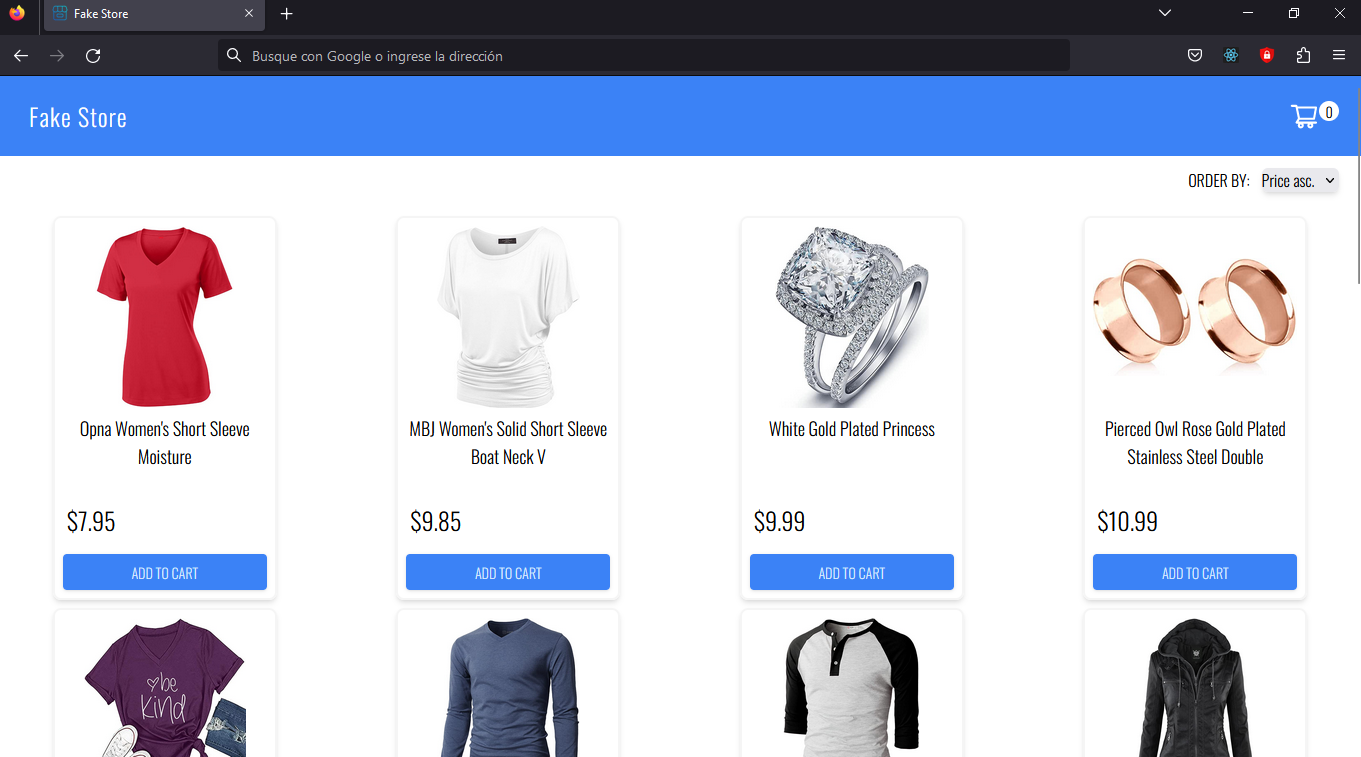 Fake Store
Busque con Google o ingrese la dirección
Fake Store
0
ORDER BY: Price asc.
Opna Women's Short Sleeve
Moisture
$7.95
ADD TO CART
MBJ Women's Solid Short Sleeve
Boat Neck V
$9.85
ADD TO CART
White Gold Plated Princess
$9.99
ADD TO CART
Pierced Owl Rose Gold Plated
Stainless Steel Double
$10.99
ADD TO CART
be
kind